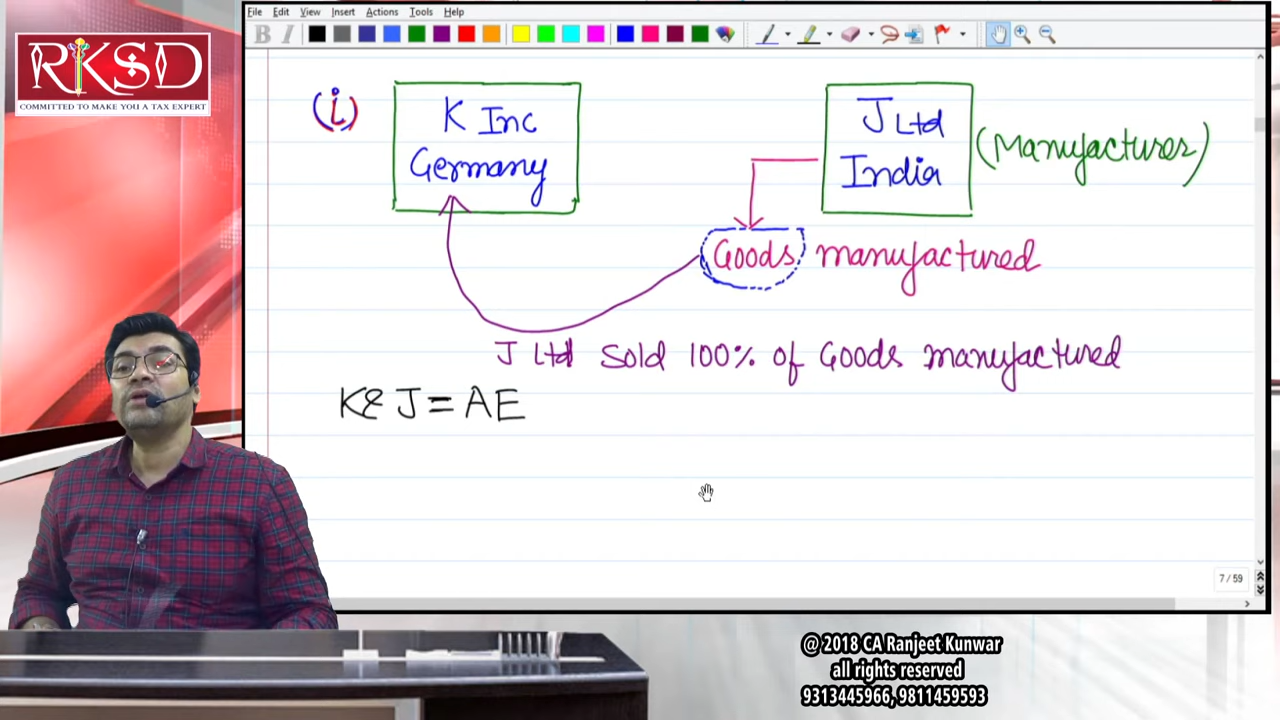 RKSD
COMMITTED TO MAKE YOU A TAX EXPERT
File Edit View Insert Actions Tools Help
B I
(i)
K Inc
Germany
J Ltd
India
(Manufacturer)
Goods manufactured
J Ltd Sold 100% of Goods manufactured
K & J = AE
7 / 59
@ 2018 CA Ranjeet Kunwar
all rights reserved
9313445966, 9811459593